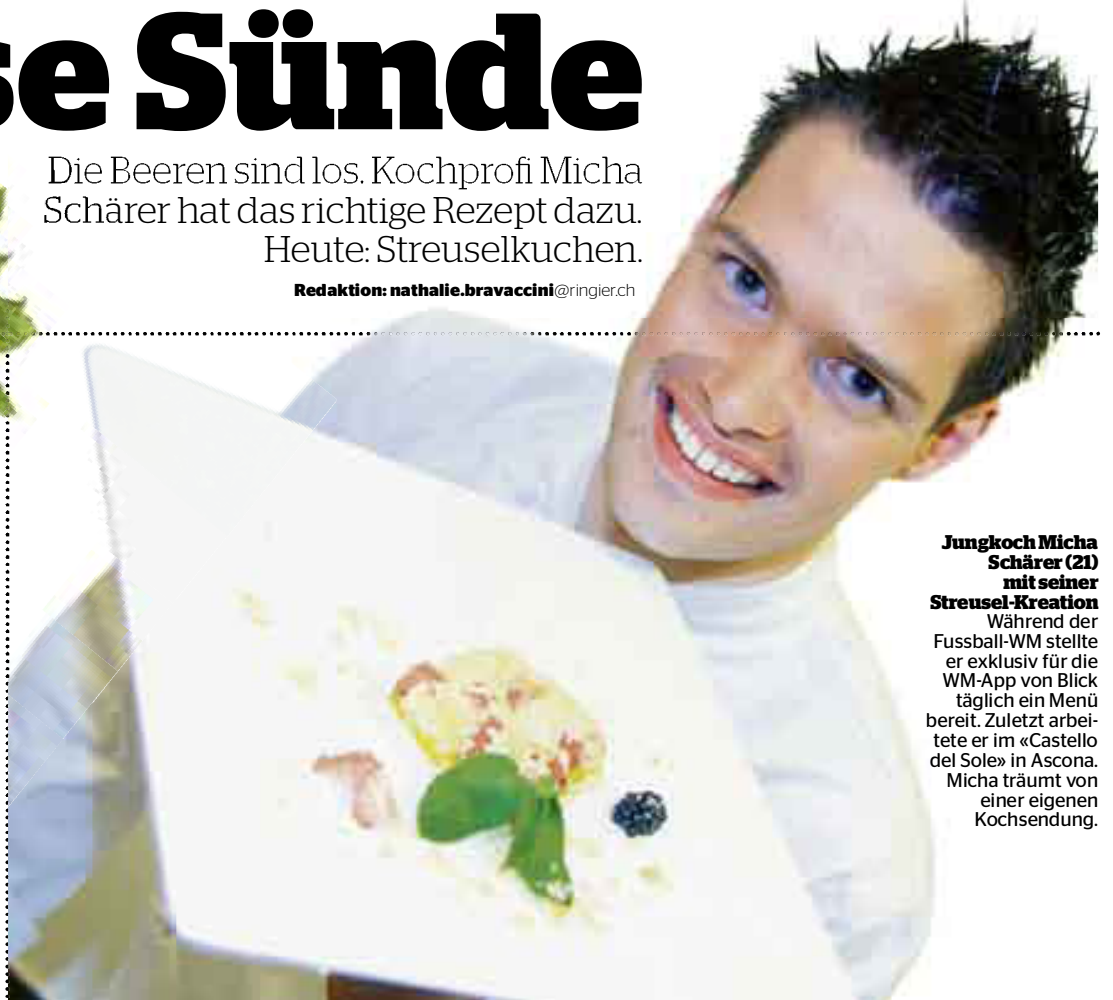 se Sünde
Die Beeren sind los. Kochprofi Micha
Schärer hat das richtige Rezept dazu.
Heute: Streuselkuchen.
Redaktion: nathalie.bravaccini@ringier.ch
Jungkoch Micha
Schärer (21)
mit seiner
Streusel-Kreation
Während der
Fussball-WM stellte
er exklusiv für die
WM-App von Blick
täglich ein Menü
bereit. Zuletzt arbei-
tete er im «Castello
del Sole» in Ascona.
Micha träumt von
einer eigenen
Kochsendung.